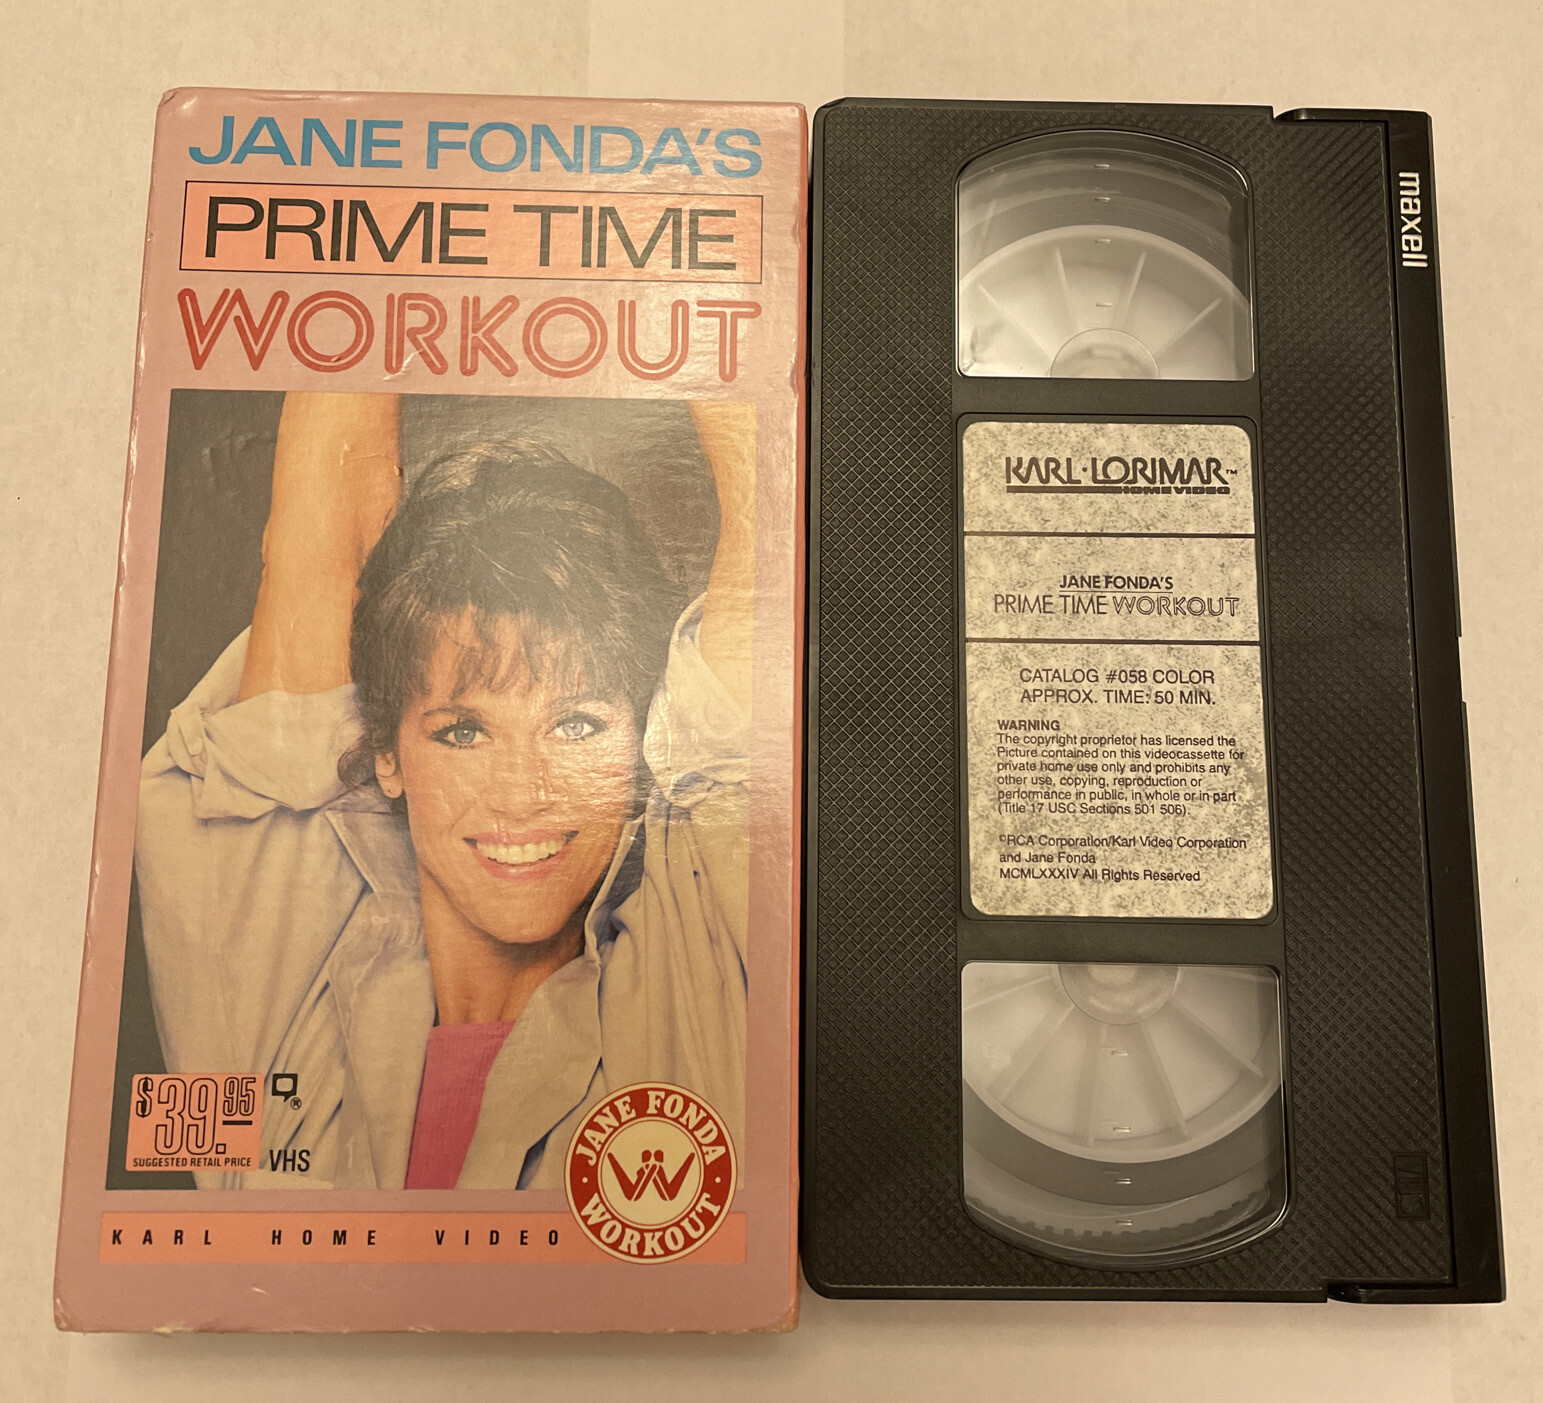 JANE FONDA'S
PRIME TIME
WORKOUT
$39.95
SUGGESTED RETAIL PRICE
®
VHS
JANE FONDA
WORKOUT
KARL HOME VIDEO
maxell
KARL·LORIMAR™
HOME VIDEO
JANE FONDA'S
PRIME TIME WORKOUT
CATALOG #058 COLOR
APPROX. TIME: 50 MIN.
WARNING
The copyright proprietor has licensed the
Picture contained on this videocassette for
private home use only and prohibits any
other use, copying, reproduction or
performance in public, in whole or in part
(Title 17 USC Sections 501 506).
©RCA Corporation/Karl Video Corporation
and Jane Fonda
MCMLXXXIV All Rights Reserved
VHS